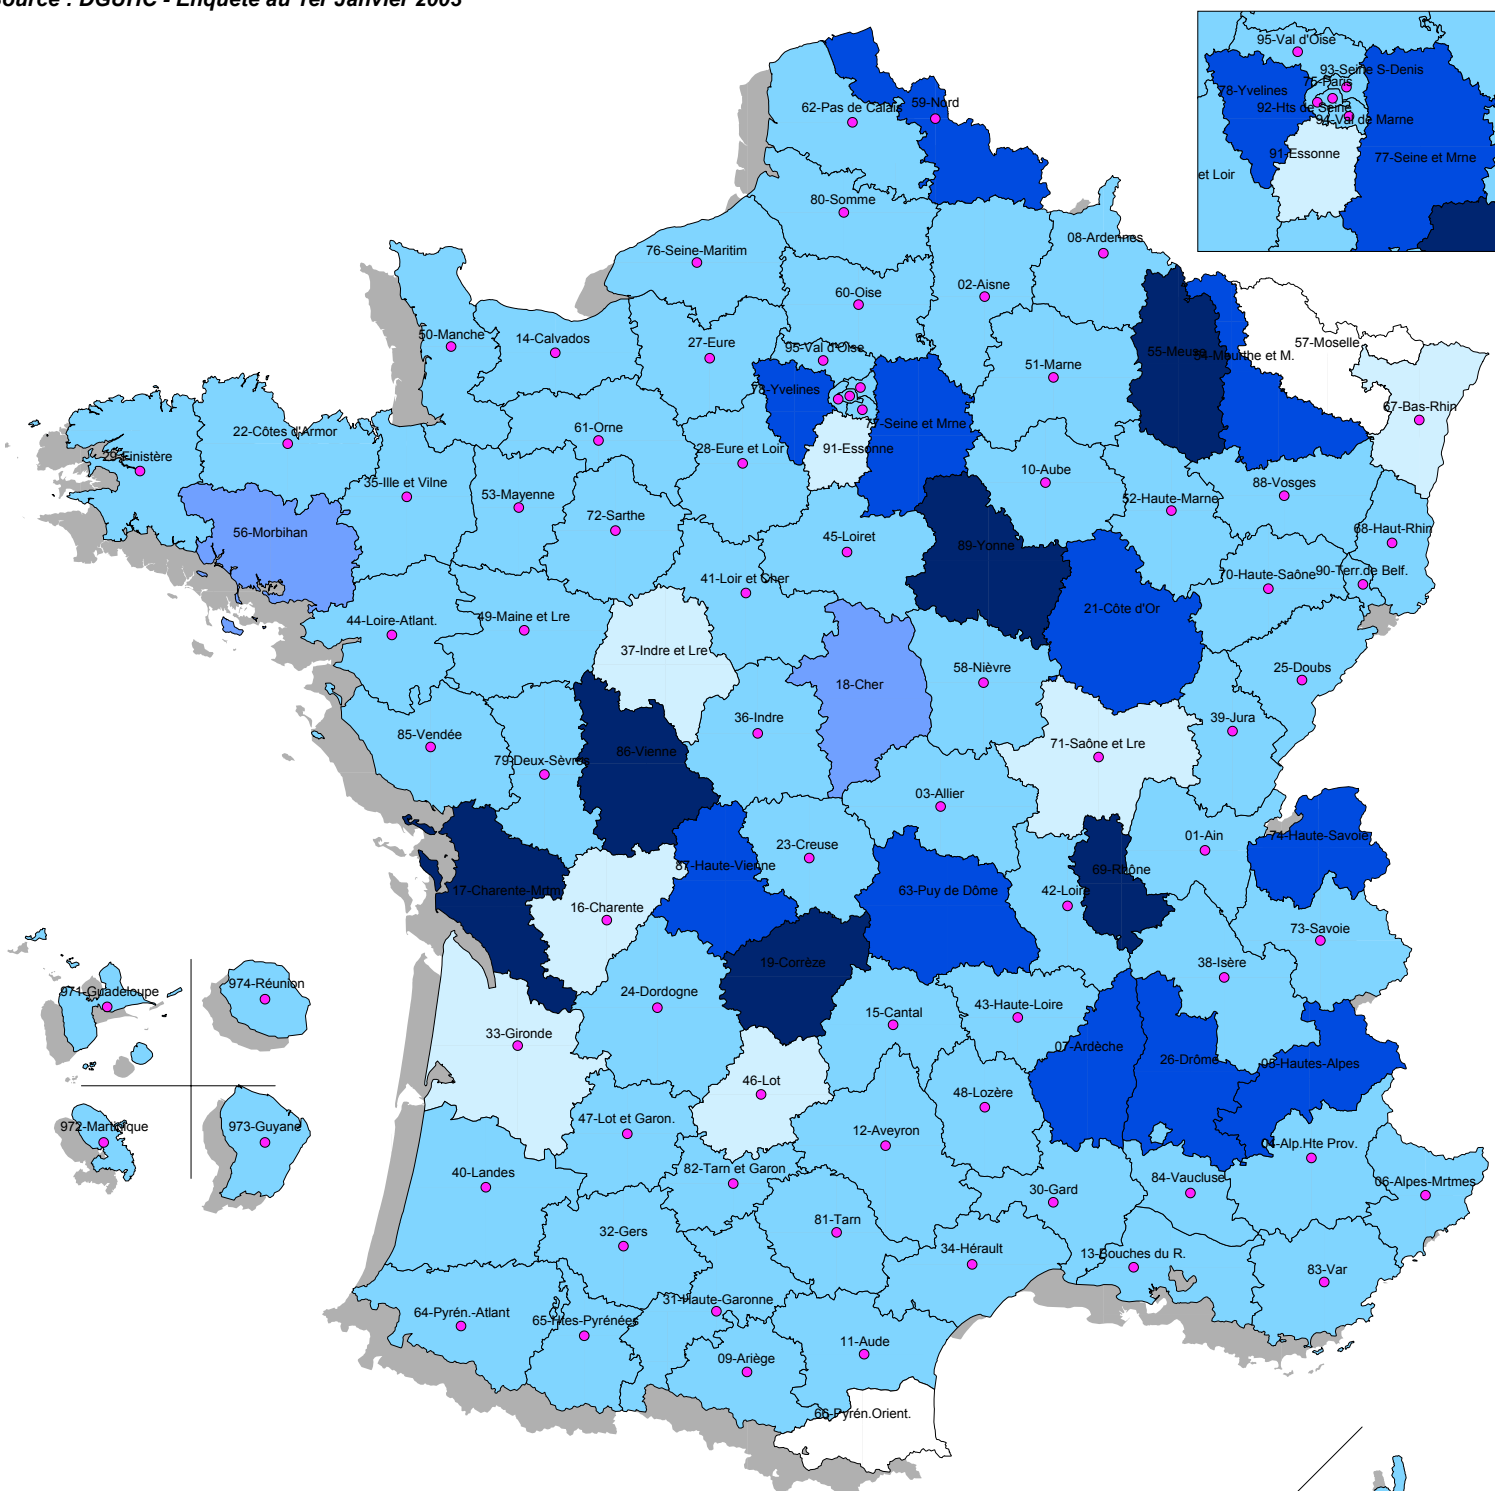 Source : DGUHC - Enquête au 1er Janvier 2003
95-Val d'Oise
93-Seine S-Denis
75-Paris
78-Yvelines
92-Hts de Seine
94-Val de Marne
91-Essonne
77-Seine et Mrne
et Loir
62-Pas de Calais
59-Nord
80-Somme
76-Seine-Maritim
08-Ardennes
60-Oise
02-Aisne
50-Manche
14-Calvados
27-Eure
95-Val d'Oise
51-Marne
55-Meuse
54-Meurthe et M.
57-Moselle
78-Yvelines
67-Bas-Rhin
77-Seine et Mrne
22-Côtes d'Armor
61-Orne
28-Eure et Loir
91-Essonne
29-Finistère
35-Ille et Vilne
53-Mayenne
10-Aube
52-Haute-Marne
88-Vosges
72-Sarthe
56-Morbihan
45-Loiret
89-Yonne
68-Haut-Rhin
41-Loir et Cher
70-Haute-Saône
90-Terr.de Belf.
44-Loire-Atlant.
49-Maine et Lre
21-Côte d'Or
37-Indre et Lre
58-Nièvre
25-Doubs
18-Cher
36-Indre
39-Jura
85-Vendée
86-Vienne
71-Saône et Lre
79-Deux-Sèvres
03-Allier
23-Creuse
01-Ain
74-Haute-Savoie
87-Haute-Vienne
69-Rhône
17-Charente-Mrtm
63-Puy de Dôme
42-Loire
16-Charente
73-Savoie
19-Corrèze
38-Isère
971-Guadeloupe
974-Réunion
24-Dordogne
15-Cantal
43-Haute-Loire
33-Gironde
07-Ardèche
26-Drôme
05-Hautes-Alpes
46-Lot
48-Lozère
972-Martinique
973-Guyane
47-Lot et Garon.
12-Aveyron
04-Alp.Hte Prov.
40-Landes
82-Tarn et Garon
30-Gard
84-Vaucluse
06-Alpes-Mrtmes
32-Gers
81-Tarn
34-Hérault
13-Bouches du R.
83-Var
64-Pyrén.-Atlant
65-Htes-Pyrénées
31-Haute-Garonne
11-Aude
09-Ariège
66-Pyrén.Orient.